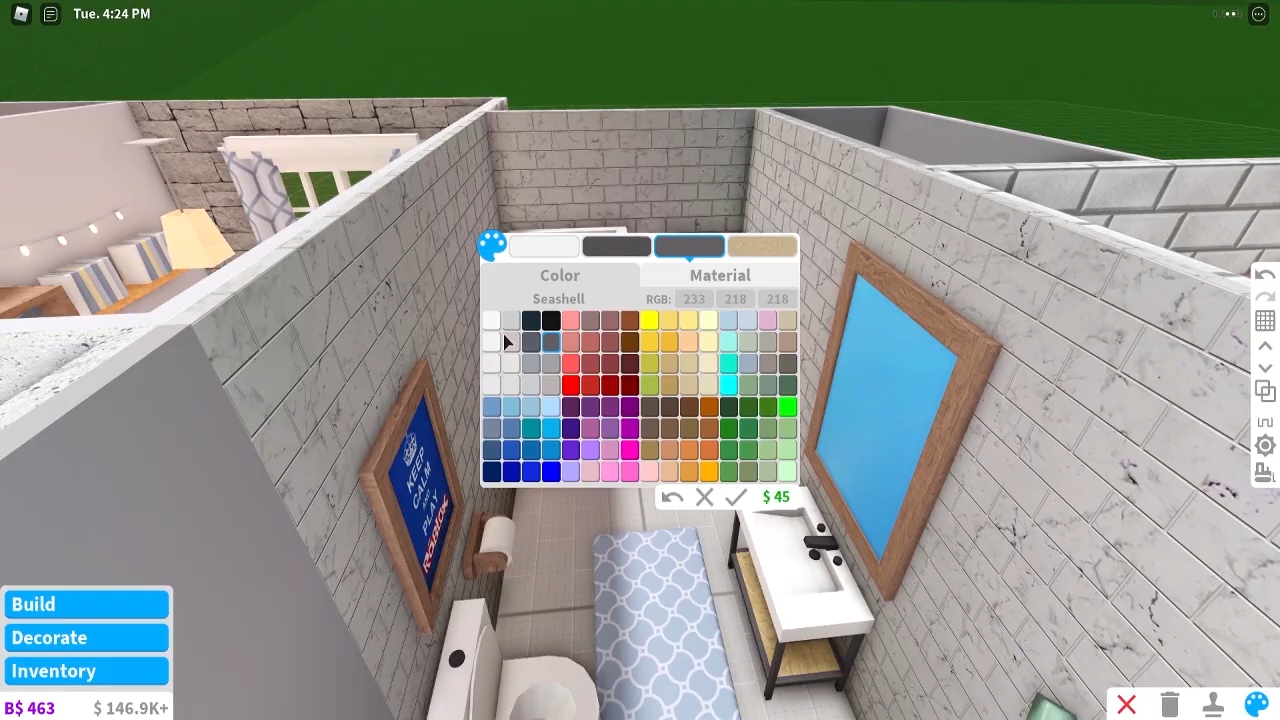 Tue. 4:24 PM
Color
Material
Seashell
RGB: 233 218 218
$ 45
KEEP
CALM
AND
PLAY
ROBLOX
Build
Decorate
Inventory
B$ 463
$ 146.9K+